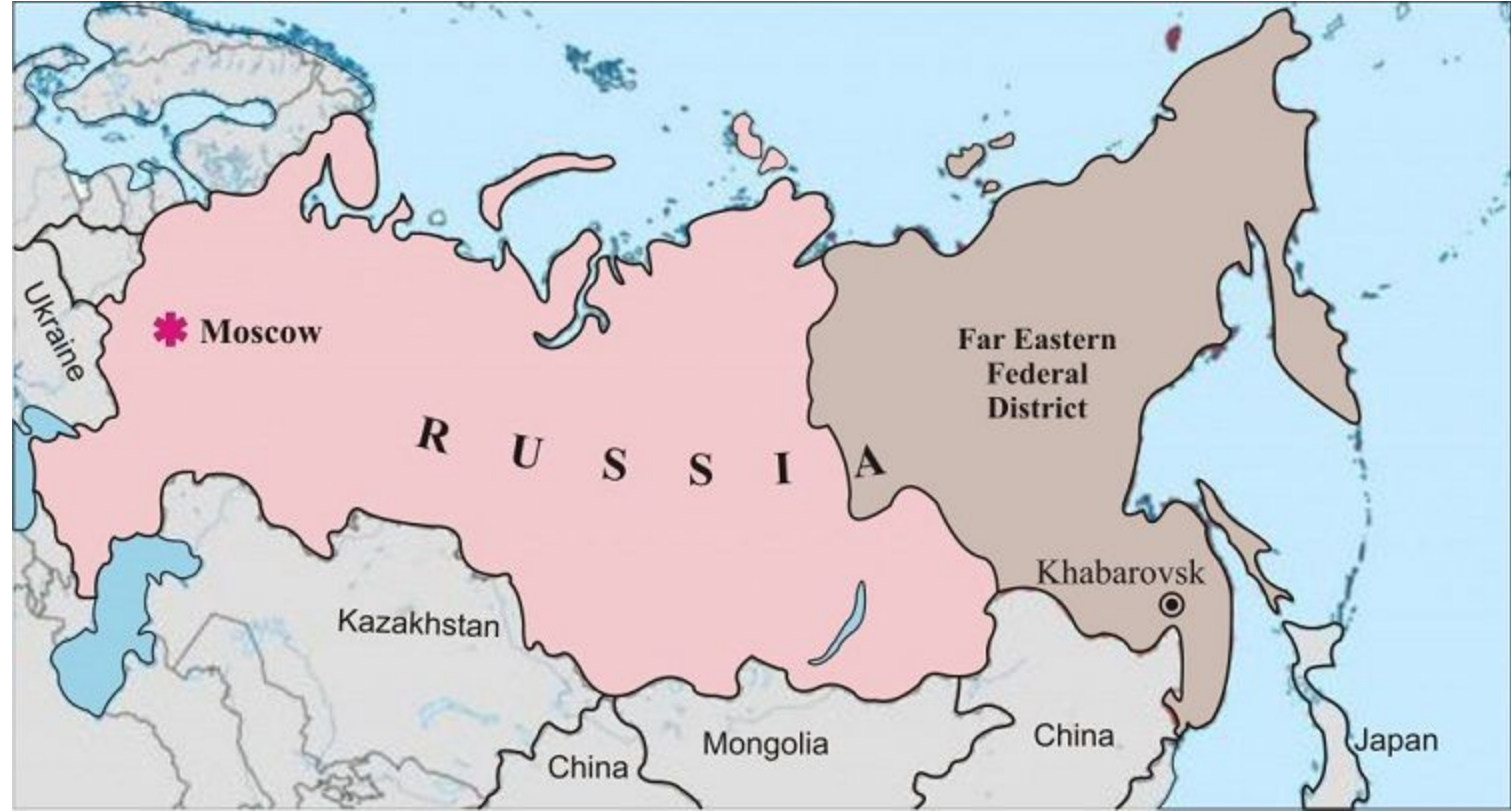 Ukraine
Moscow
Far Eastern
Federal
District
R U S S I A
Khabarovsk
Kazakhstan
China
Mongolia
China
Japan